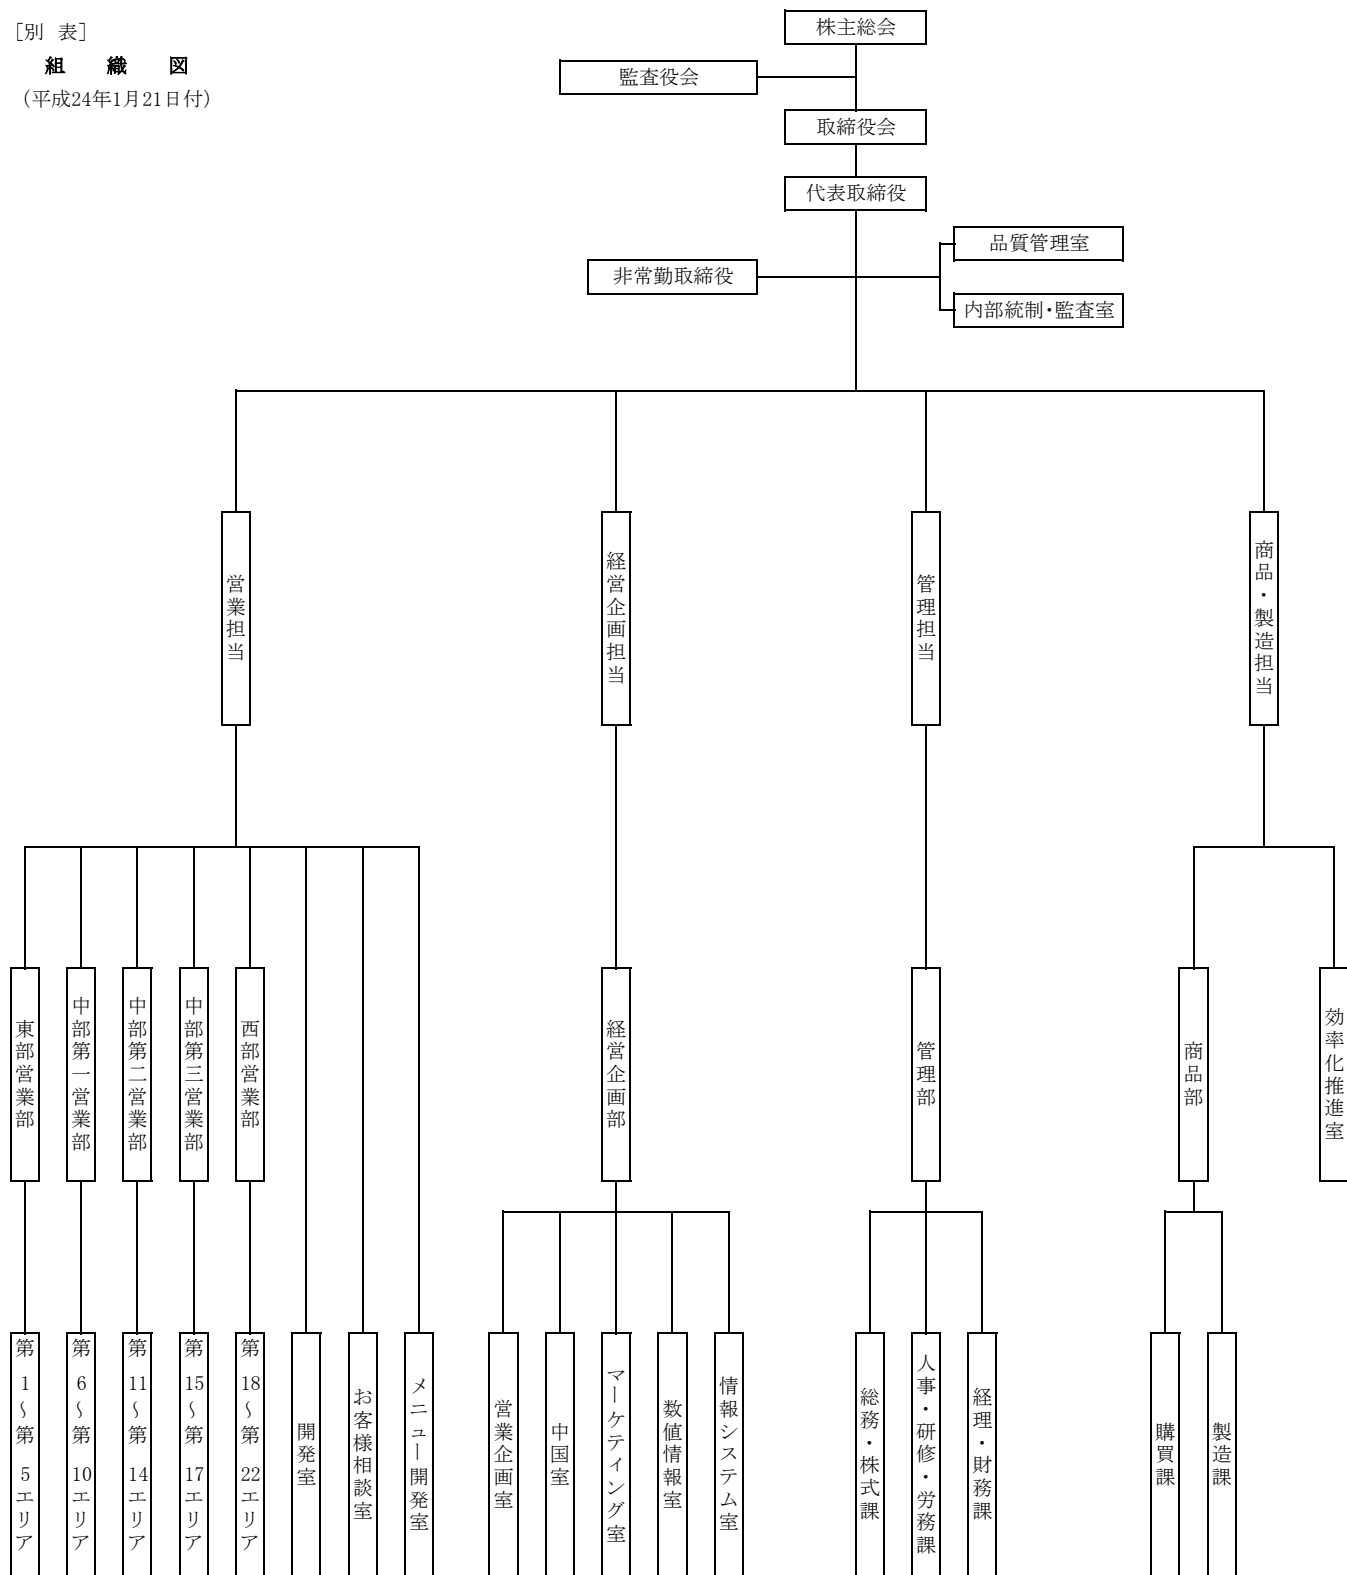 ［別 表］
組 織 図
（平成24年1月21日付）
株主総会
監査役会
取締役会
代表取締役
品質管理室
非常勤取締役
内部統制・監査室
営業担当
経営企画担当
管理担当
商品・製造担当
東部営業部
中部第一営業部
中部第二営業部
中部第三営業部
西部営業部
経営企画部
管理部
商品部
効率化推進室
第1～第5エリア
第6～第10エリア
第11～第14エリア
第15～第17エリア
第18～第22エリア
開発室
お客様相談室
メニュー開発室
営業企画室
中国室
マーケティング室
数値情報室
情報システム室
総務・株式課
人事・研修・労務課
経理・財務課
購買課
製造課